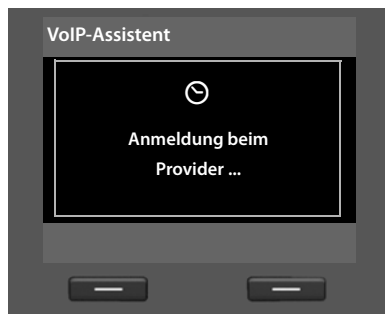 VoIP-Assistent
Anmeldung beim
Provider ...